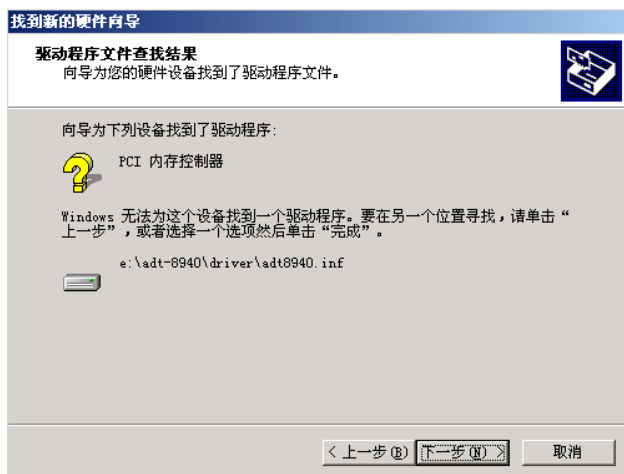 找到新的硬件向导
驱动程序文件查找结果
向导为您的硬件设备找到了驱动程序文件。
向导为下列设备找到了驱动程序:
PCI 内存控制器
Windows 无法为这个设备找到一个驱动程序。要在另一个位置寻找，请单击“
上一步”，或者选择一个选项然后单击“完成”。
e:\adt-8940\driver\adt8940.inf
< 上一步(B) 下一步(N) > 取消